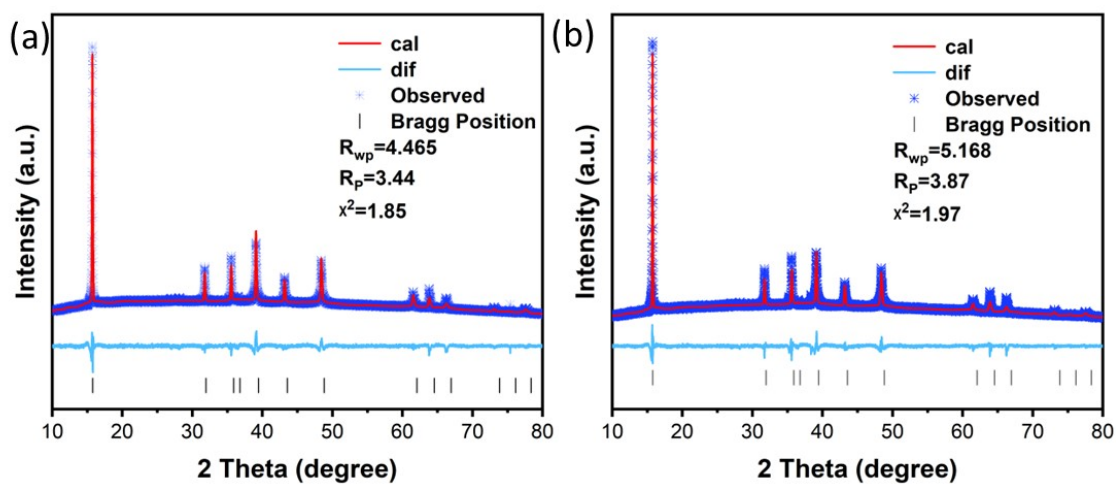 (a)
cal
dif
Observed
Bragg Position
Rwp=4.465
RP=3.44
χ²=1.85
Intensity (a.u.)
10 20 30 40 50 60 70 80
2 Theta (degree)
(b)
cal
dif
Observed
Bragg Position
Rwp=5.168
RP=3.87
χ²=1.97
Intensity (a.u.)
10 20 30 40 50 60 70 80
2 Theta (degree)